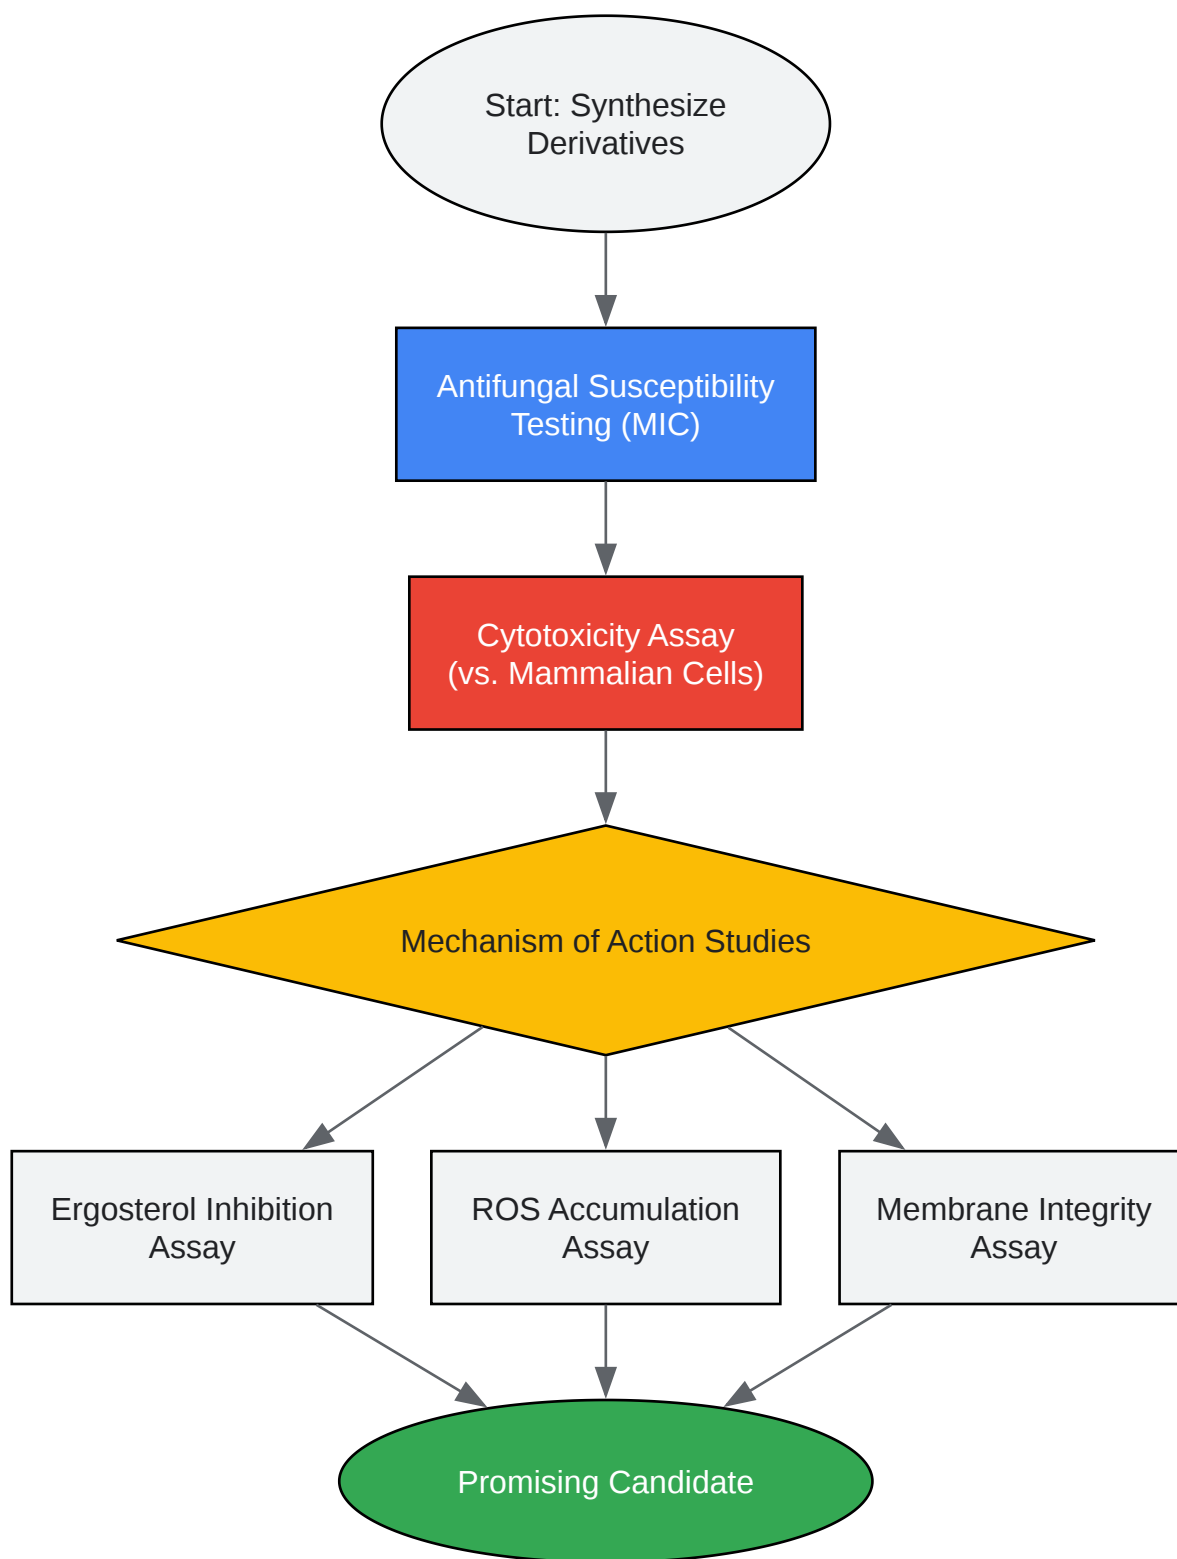 Start: Synthesize
Derivatives
Antifungal Susceptibility
Testing (MIC)
Cytotoxicity Assay
(vs. Mammalian Cells)
Mechanism of Action Studies
Ergosterol Inhibition
Assay
ROS Accumulation
Assay
Membrane Integrity
Assay
Promising Candidate